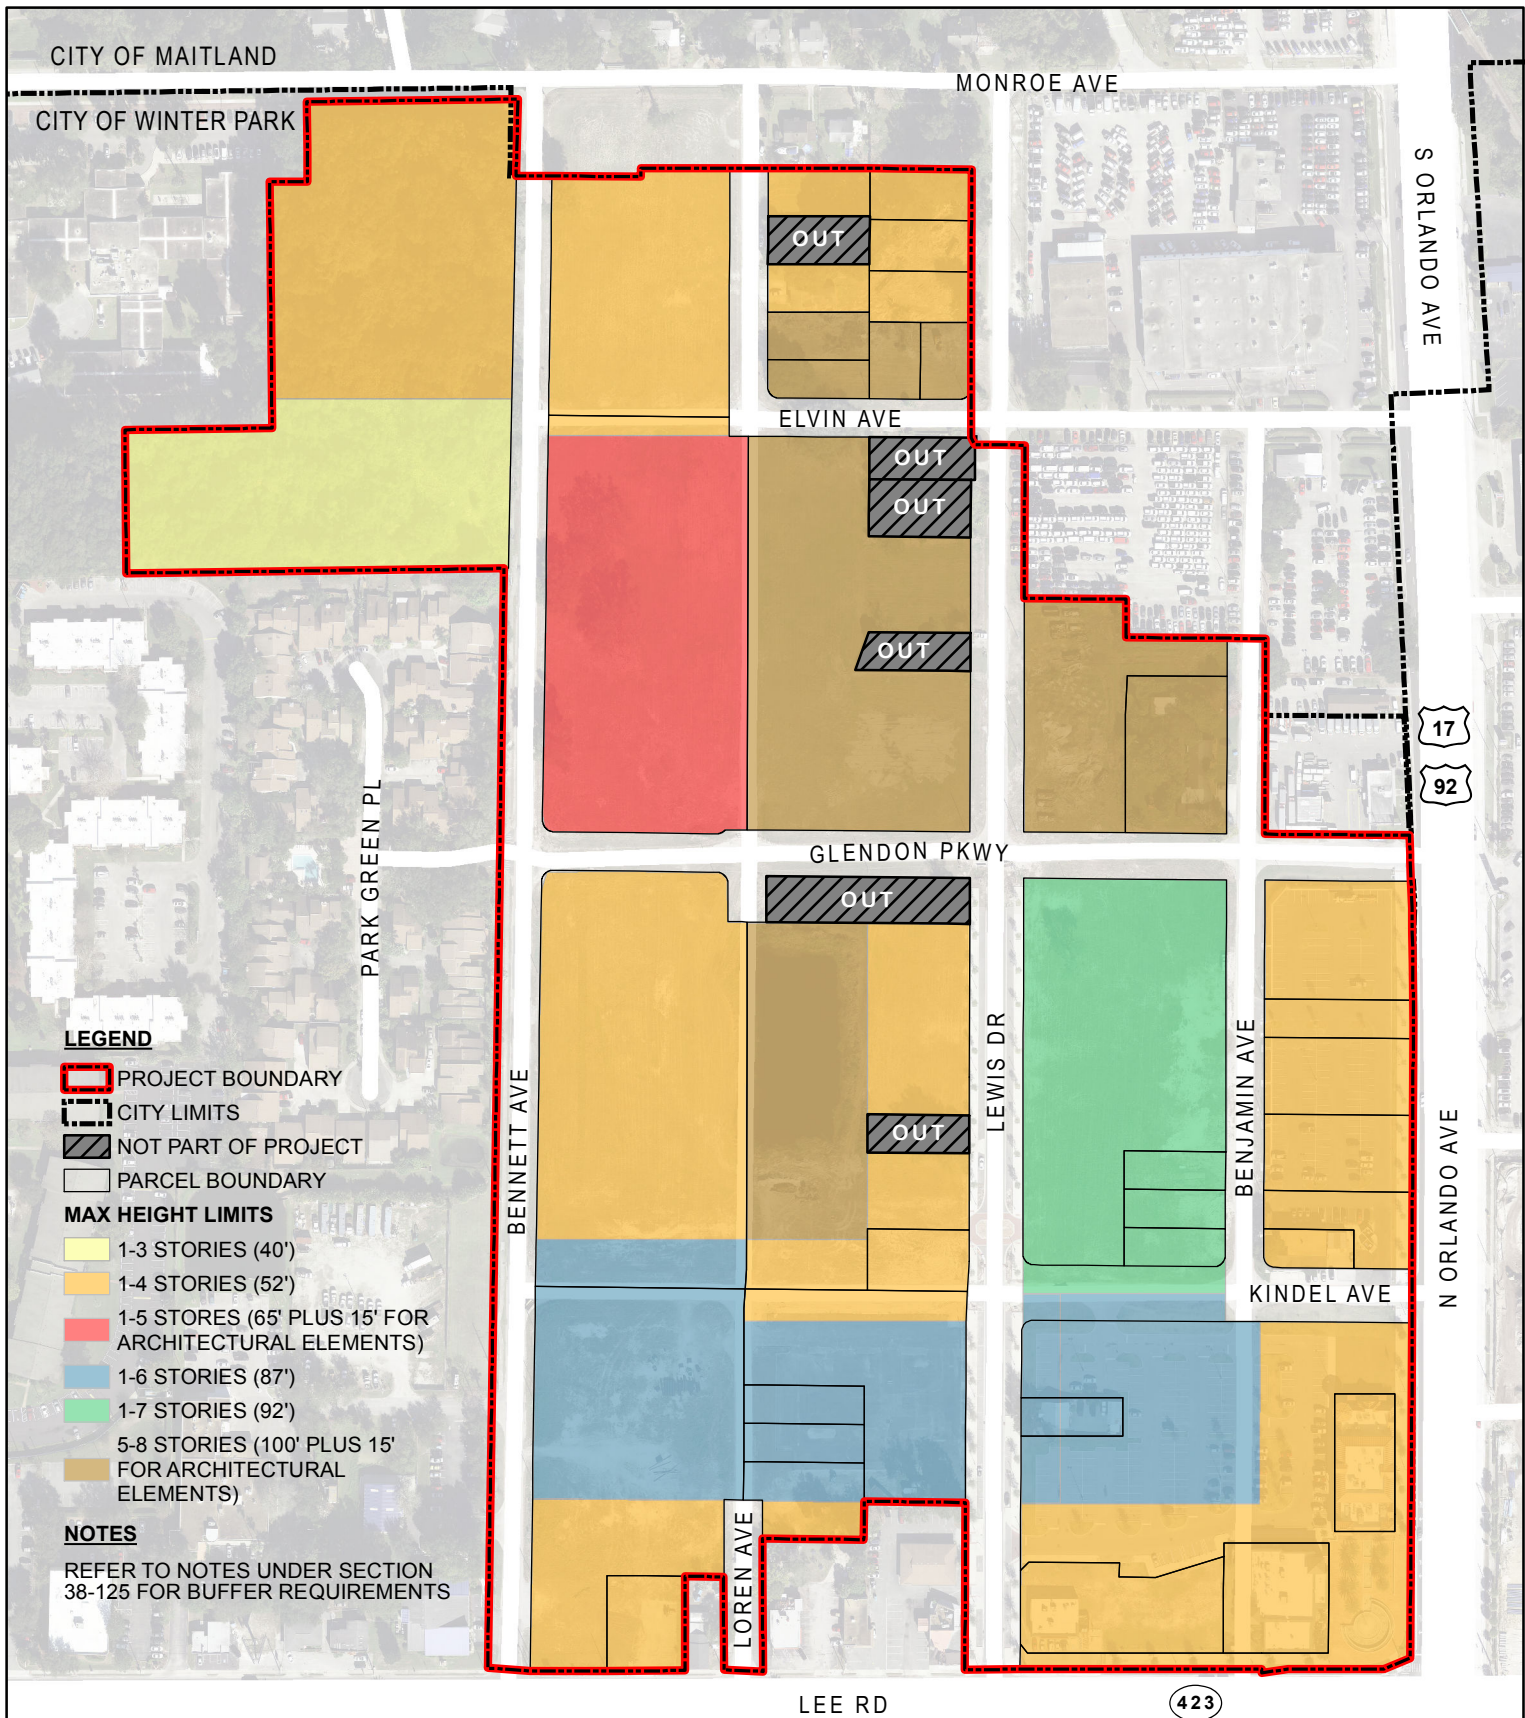 CITY OF MAITLAND
MONROE AVE
CITY OF WINTER PARK
S ORLANDO AVE
OUT
ELVIN AVE
OUT
OUT
OUT
17
92
PARK GREEN PL
GLENDON PKWY
OUT
LEGEND
PROJECT BOUNDARY
CITY LIMITS
NOT PART OF PROJECT
PARCEL BOUNDARY
MAX HEIGHT LIMITS
1-3 STORIES (40')
1-4 STORIES (52')
1-5 STORES (65' PLUS 15' FOR
ARCHITECTURAL ELEMENTS)
1-6 STORIES (87')
1-7 STORIES (92')
5-8 STORIES (100' PLUS 15'
FOR ARCHITECTURAL
ELEMENTS)
NOTES
REFER TO NOTES UNDER SECTION
38-125 FOR BUFFER REQUIREMENTS
BENNETT AVE
LEWIS DR
OUT
BENJAMIN AVE
N ORLANDO AVE
KINDEL AVE
LOREN AVE
LEE RD
423